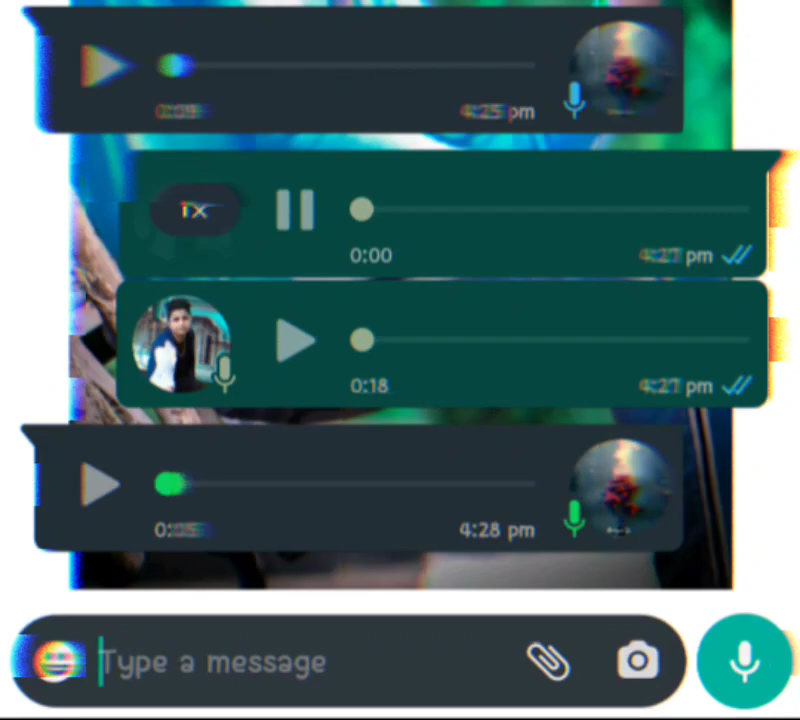 4:25 pm
1X
0:00 4:27 pm
0:18 4:27 pm
4:28 pm
Type a message